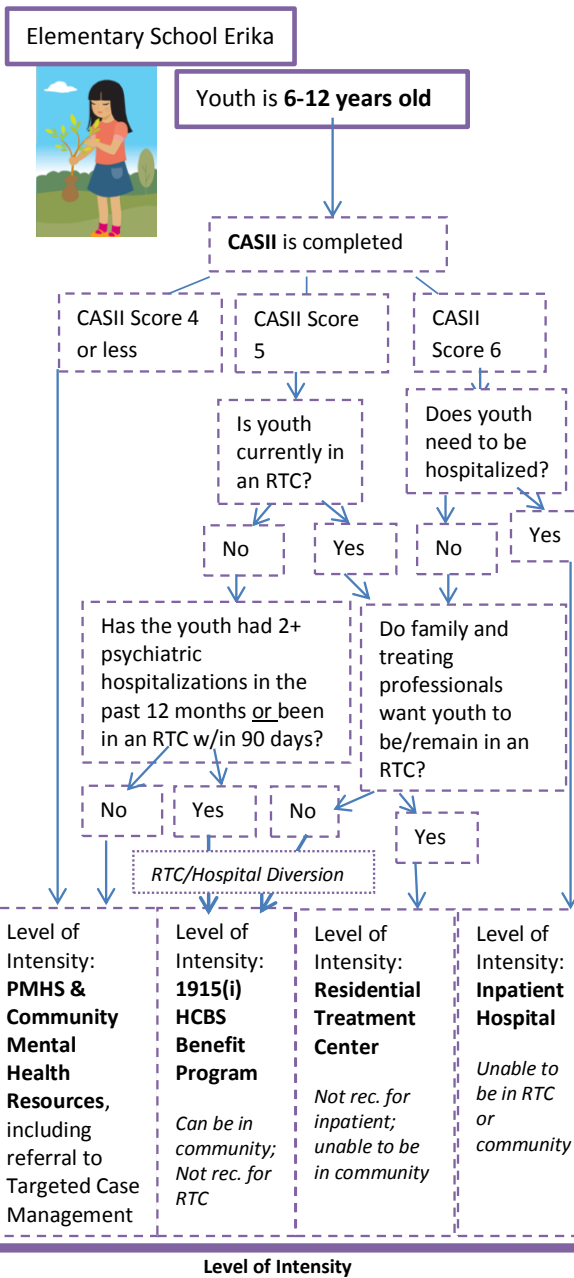 Elementary School Erika
Youth is 6-12 years old
CASII is completed
CASII Score 4
or less
CASII Score
5
CASII
Score 6
Is youth
currently in
an RTC?
Does youth
need to be
hospitalized?
No
Yes
No
Yes
Has the youth had 2+
psychiatric
hospitalizations in the
past 12 months or been
in an RTC w/in 90 days?
Do family and
treating
professionals
want youth to
be/remain in an
RTC?
No
Yes
No
Yes
RTC/Hospital Diversion
Level of
Intensity:
PMHS &
Community
Mental
Health
Resources,
including
referral to
Targeted Case
Management
Level of
Intensity:
1915(i)
HCBS
Benefit
Program
Can be in
community;
Not rec. for
RTC
Level of
Intensity:
Residential
Treatment
Center
Not rec. for
inpatient;
unable to be
in community
Level of
Intensity:
Inpatient
Hospital
Unable to
be in RTC
or
community
Level of Intensity